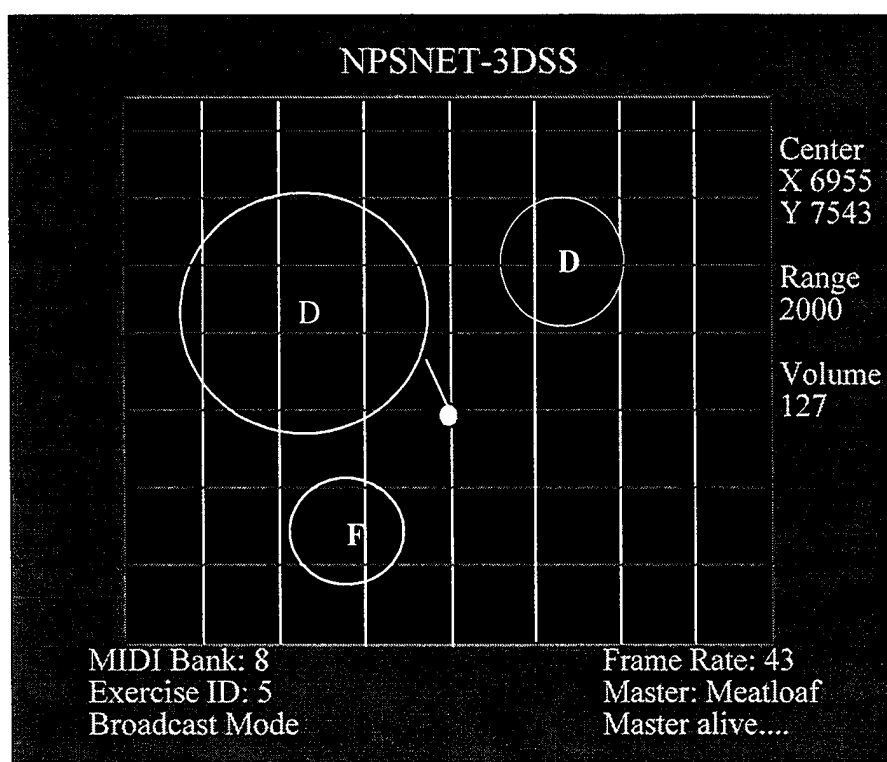 NPSNET-3DSS
Center
X 6955
Y 7543
Range
2000
Volume
127
D
D
F
MIDI Bank: 8
Exercise ID: 5
Broadcast Mode
Frame Rate: 43
Master: Meatloaf
Master alive....